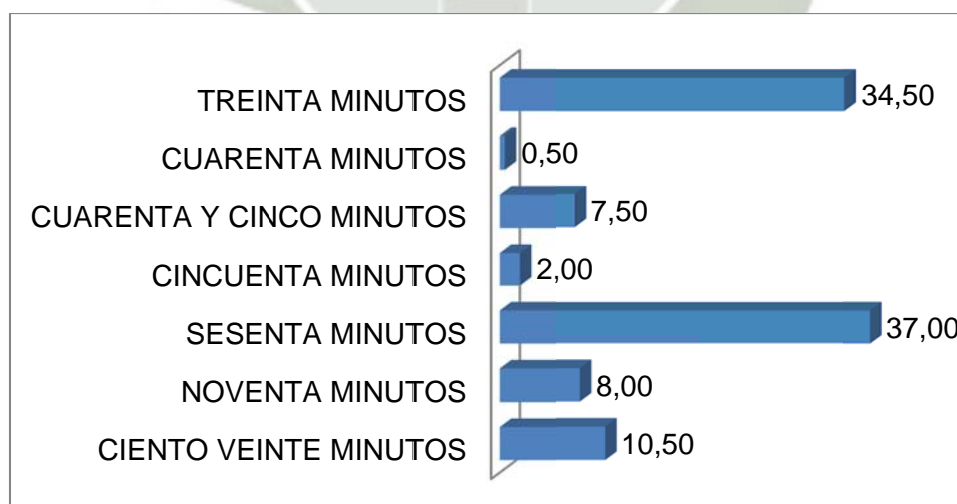 TREINTA MINUTOS 34,50
CUARENTA MINUTOS 0,50
CUARENTA Y CINCO MINUTOS 7,50
CINCUENTA MINUTOS 2,00
SESENTA MINUTOS 37,00
NOVENTA MINUTOS 8,00
CIENTO VEINTE MINUTOS 10,50